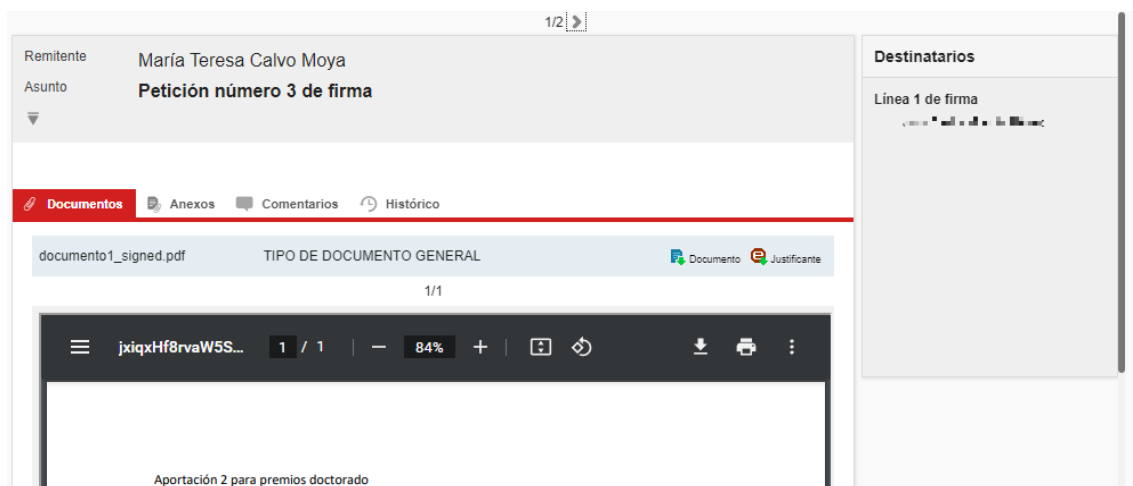 1/2
Remitente María Teresa Calvo Moya
Asunto Petición número 3 de firma
Destinatarios
Línea 1 de firma
Documentos Anexos Comentarios Histórico
documento1_signed.pdf TIPO DE DOCUMENTO GENERAL Documento Justificante
1/1
jxiqxHf8rvaW5S... 1 / 1 84%
Aportación 2 para premios doctorado